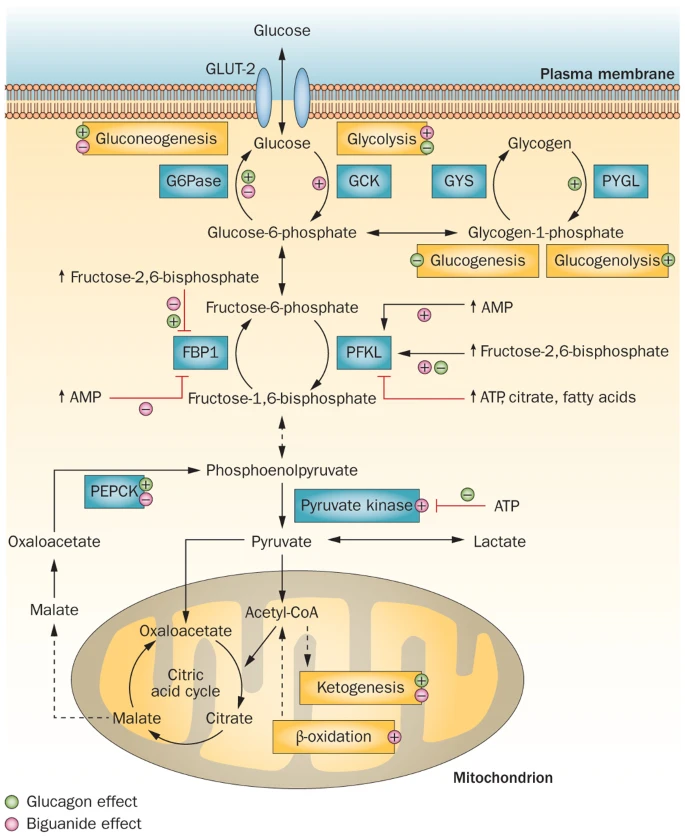 Glucose
GLUT-2
Plasma membrane
+
−
Gluconeogenesis
Glucose
Glycolysis
+
−
Glycogen
G6Pase
+
−
+
GCK
GYS
+
PYGL
Glucose-6-phosphate
Glycogen-1-phosphate
−
Glucogenesis
Glucogenolysis
+
↑ Fructose-2,6-bisphosphate
−
+
Fructose-6-phosphate
↑ AMP
+
FBP1
PFKL
↑ Fructose-2,6-bisphosphate
+ −
↑ AMP
−
Fructose-1,6-bisphosphate
↑ ATP, citrate, fatty acids
Phosphoenolpyruvate
PEPCK
+
−
Pyruvate kinase
+
−
ATP
Oxaloacetate
Pyruvate
Lactate
Malate
Acetyl-CoA
Oxaloacetate
Citric
acid cycle
Ketogenesis
+
−
Malate
Citrate
β-oxidation
+
Mitochondrion
− Glucagon effect
− Biguanide effect